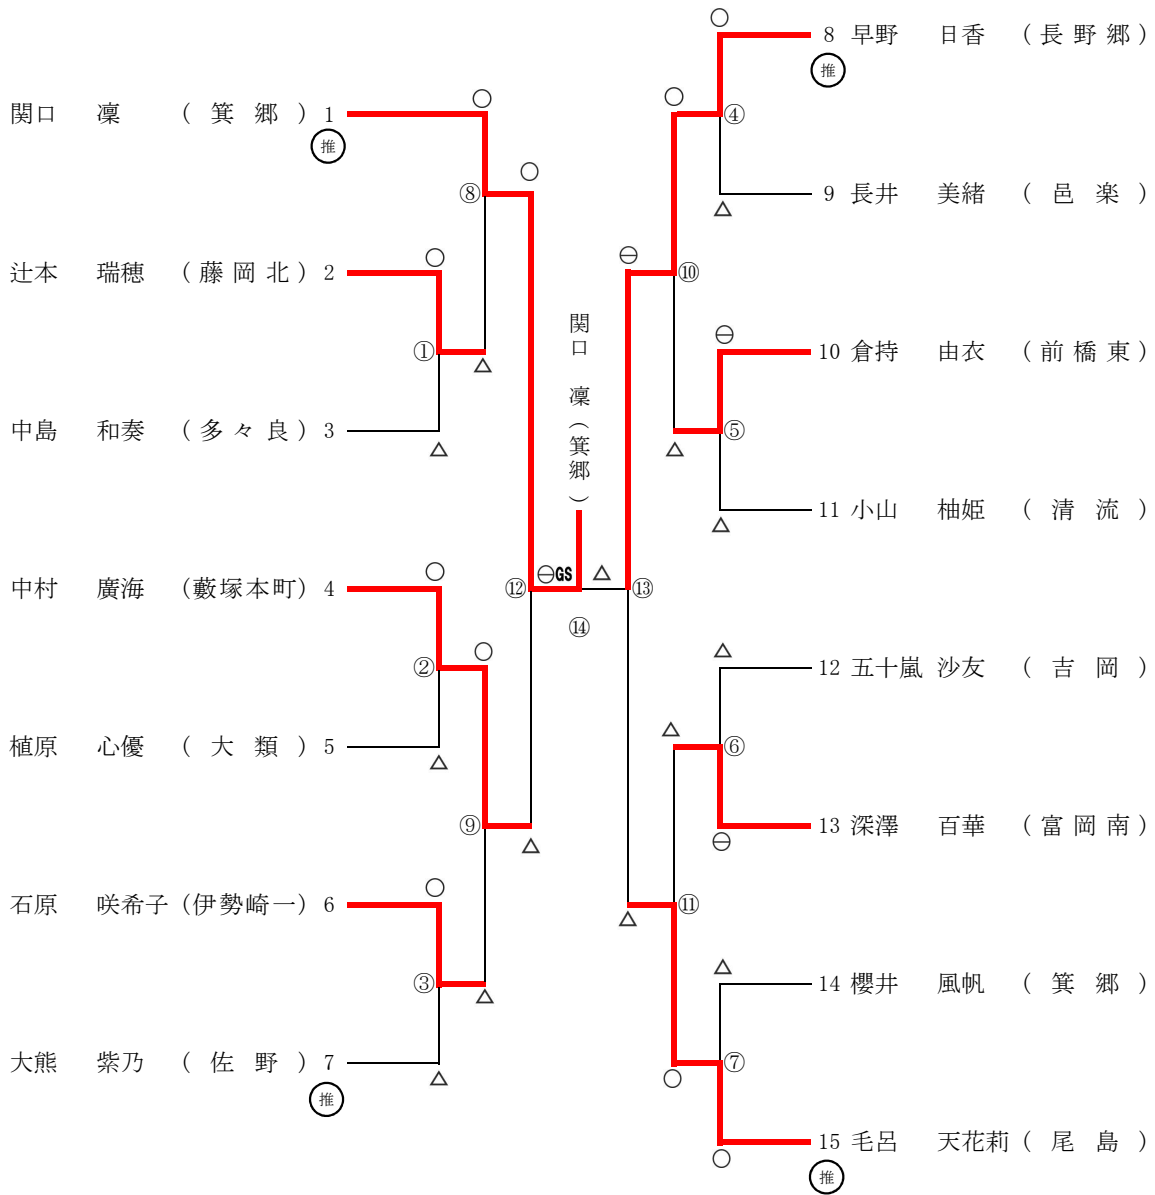 関口 凜 (箕郷) 1
推
辻本 瑞穂 (藤岡北) 2
中島 和奏 (多々良) 3
中村 廣海 (藪塚本町) 4
植原 心優 (大類) 5
石原 咲希子 (伊勢崎一) 6
大熊 紫乃 (佐野) 7
推
⑧
①
②
⑨
③
⑫
関口 凜(箕郷)
GS
⑭
⑬
⑩
④
⑤
⑥
⑪
⑦
8 早野 日香 (長野郷)
推
9 長井 美緒 (邑楽)
10 倉持 由衣 (前橋東)
11 小山 柚姫 (清流)
12 五十嵐 沙友 (吉岡)
13 深澤 百華 (富岡南)
14 櫻井 風帆 (箕郷)
15 毛呂 天花莉 (尾島)
推